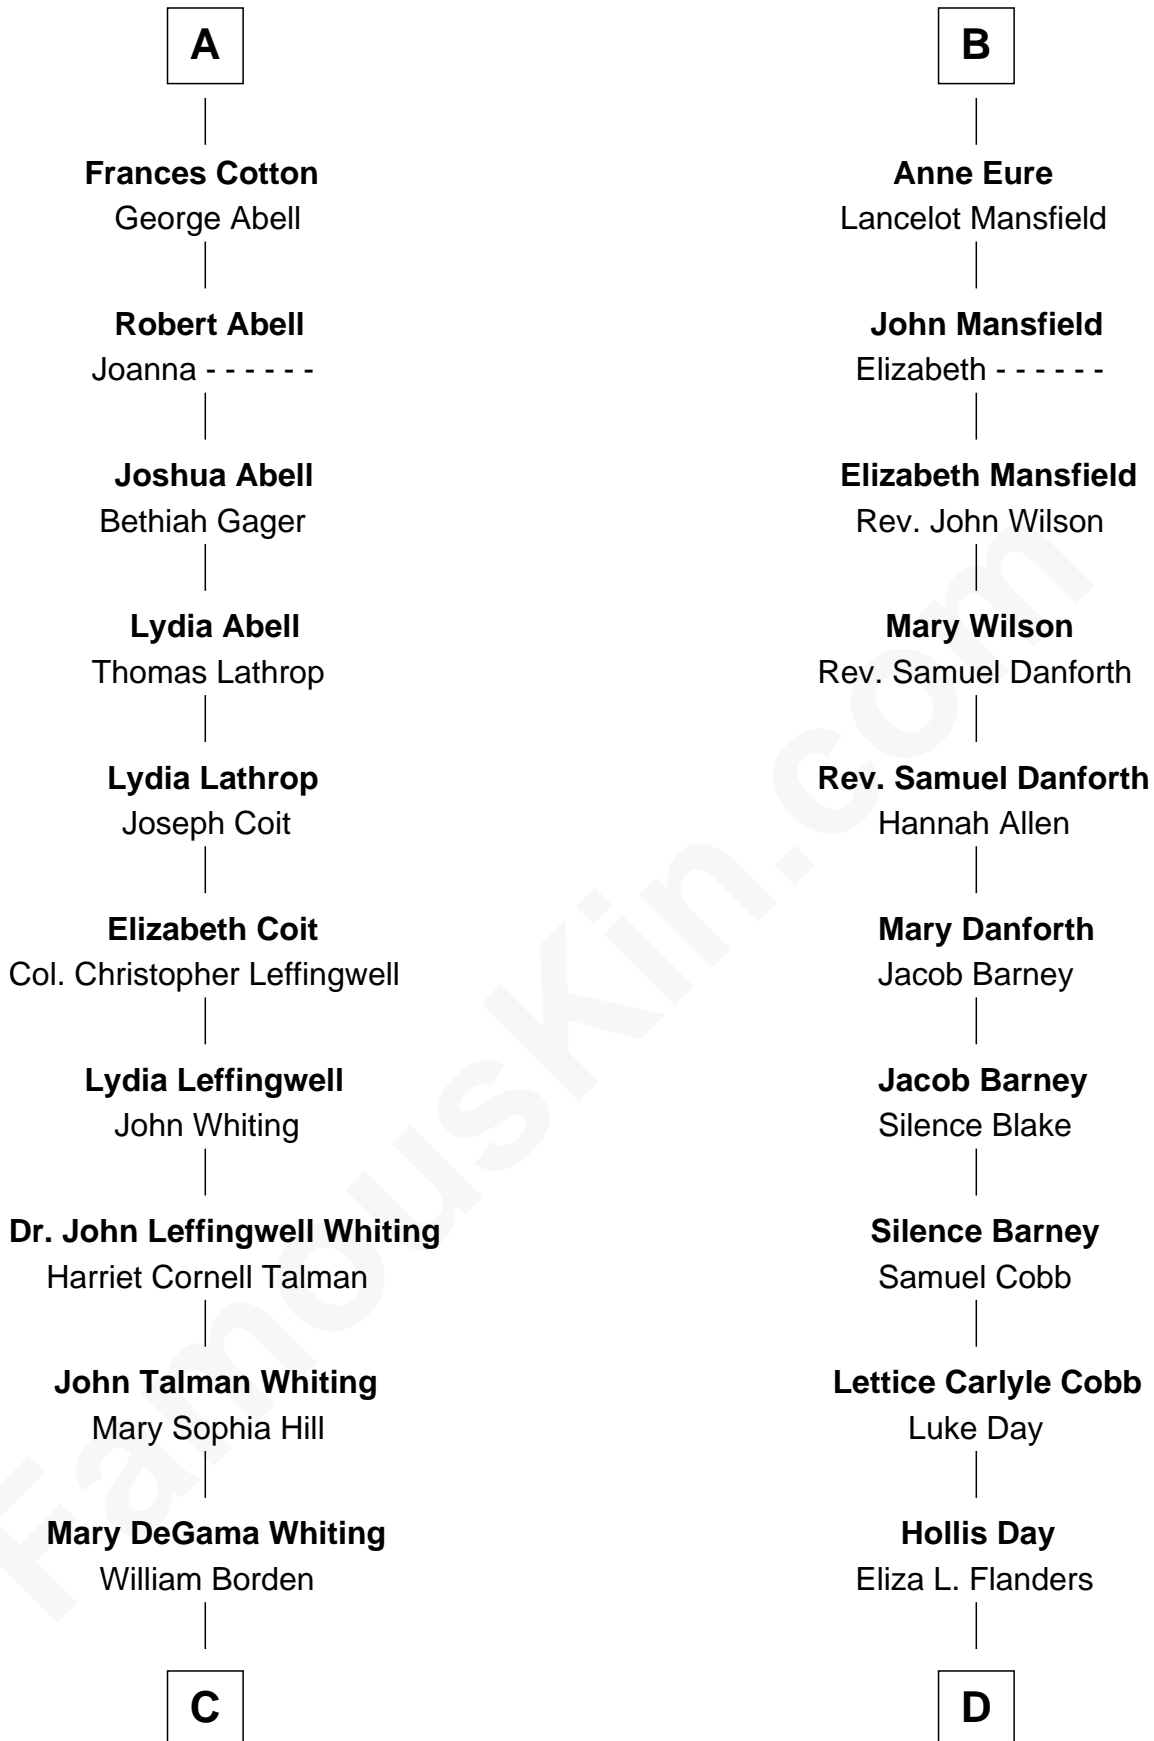 A
Frances Cotton
George Abell
Robert Abell
Joanna - - - - - -
Joshua Abell
Bethiah Gager
Lydia Abell
Thomas Lathrop
Lydia Lathrop
Joseph Coit
Elizabeth Coit
Col. Christopher Leffingwell
Lydia Leffingwell
John Whiting
Dr. John Leffingwell Whiting
Harriet Cornell Talman
John Talman Whiting
Mary Sophia Hill
Mary DeGama Whiting
William Borden
C
B
Anne Eure
Lancelot Mansfield
John Mansfield
Elizabeth - - - - - -
Elizabeth Mansfield
Rev. John Wilson
Mary Wilson
Rev. Samuel Danforth
Rev. Samuel Danforth
Hannah Allen
Mary Danforth
Jacob Barney
Jacob Barney
Silence Blake
Silence Barney
Samuel Cobb
Lettice Carlyle Cobb
Luke Day
Hollis Day
Eliza L. Flanders
D
FamousKin.com